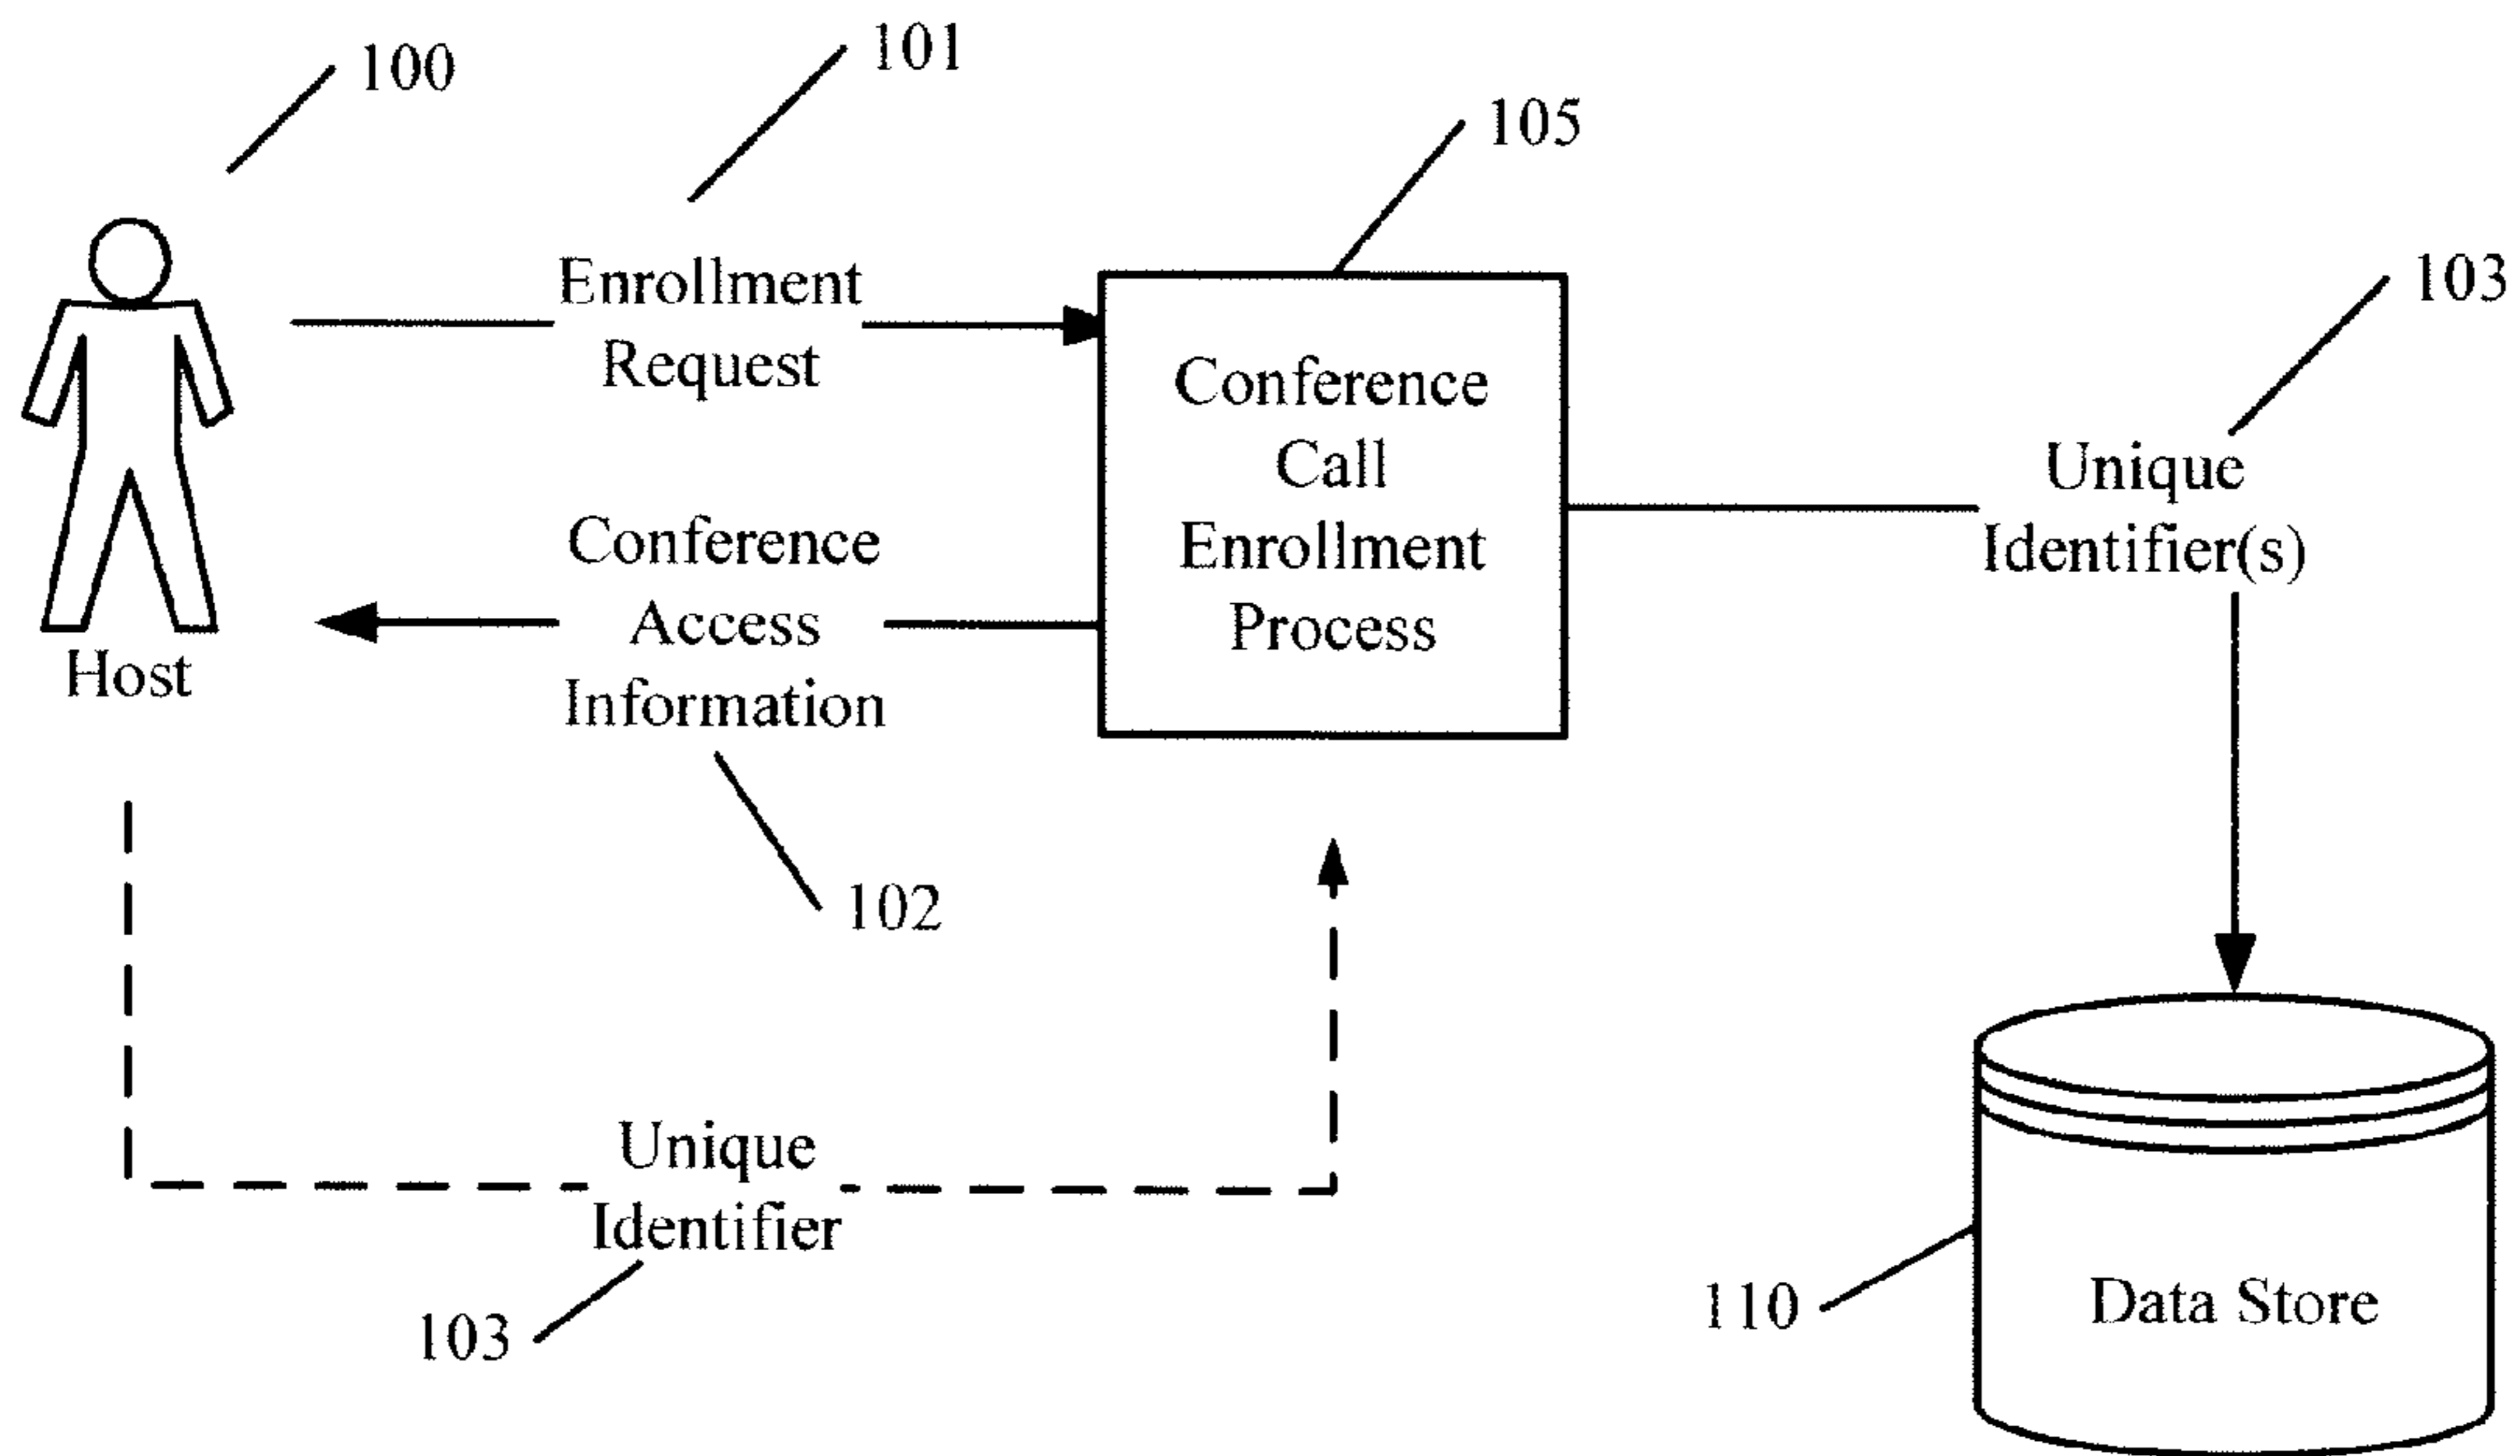 100
101
105
103
Enrollment
Request
Conference
Call
Enrollment
Process
Unique
Identifier(s)
Conference
Access
Information
Host
102
Unique
Identifier
103
110
Data Store